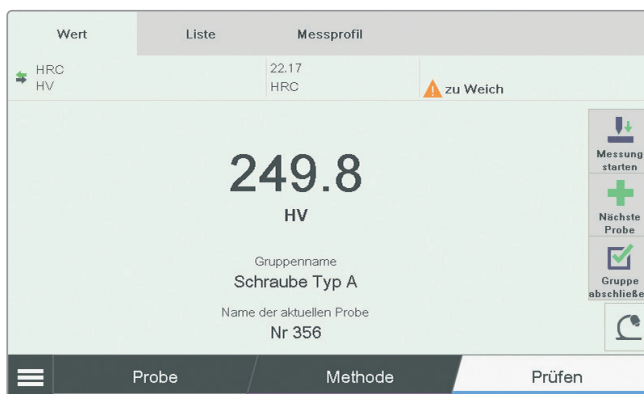 Wert
Liste
Messprofil
HRC
HV
22.17
HRC
zu Weich
249.8
HV
Gruppenname
Schraube Typ A
Name der aktuellen Probe
Nr 356
Messung
starten
Nächste
Probe
Gruppe
abschließe
Probe
Methode
Prüfen